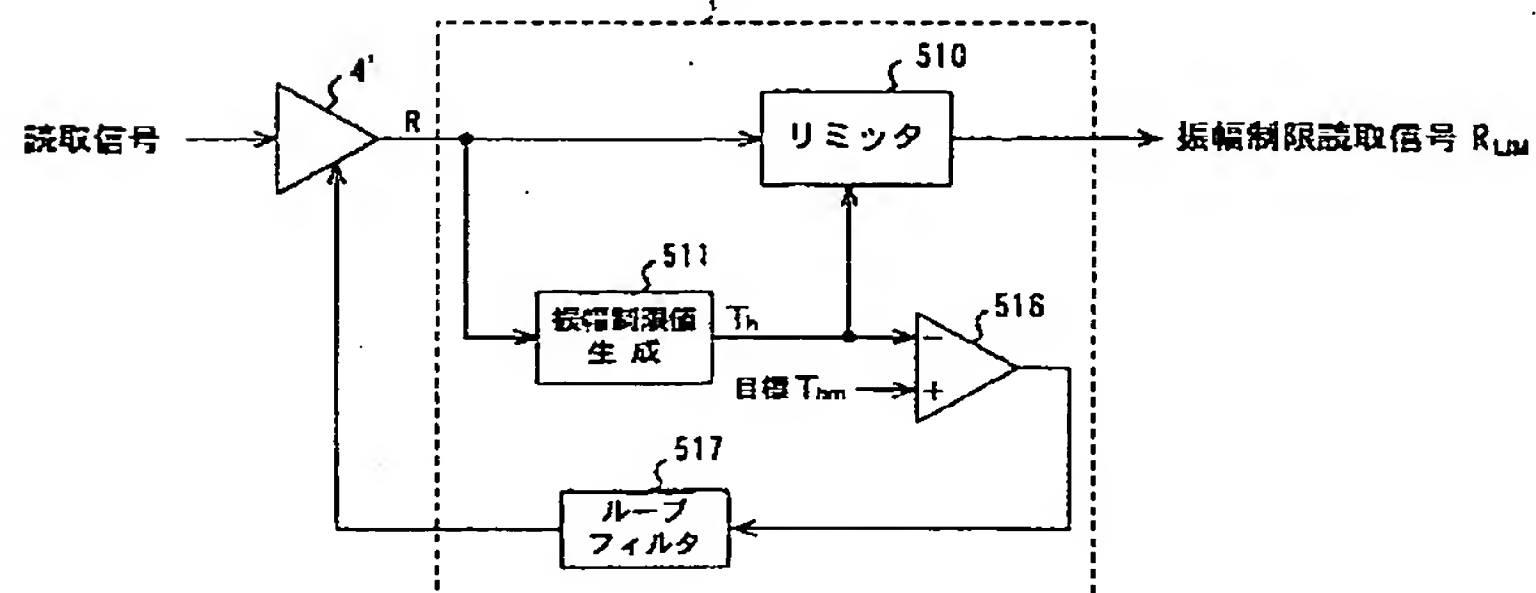 4'
510
読取信号
R
リミッタ
振幅制限読取信号 R_LIM
511
振幅制限値
生 成
Th
516
−
目標 Thm
+
517
ループ
フィルタ